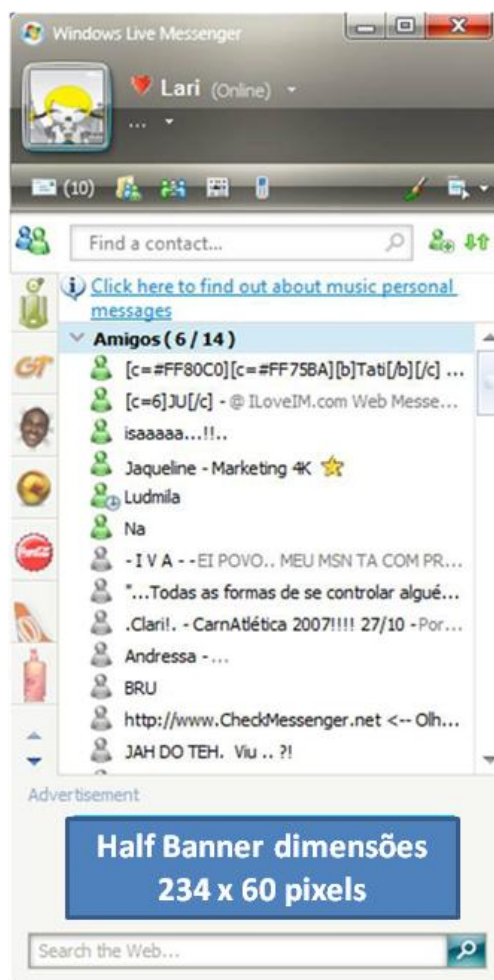 Windows Live Messenger
Lari (Online)
...
(10)
Find a contact...
Click here to find out about music personal
messages
Amigos ( 6 / 14 )
GT
[c=#FF80C0][c=#FF75BA][b]Tati[/b][/c] ...
[c=6]JU[/c] - @ ILoveIM.com Web Messe...
isaaaaa...!!..
Jaqueline - Marketing 4K
Ludmila
Na
- I V A - - EI POVO.. MEU MSN TA COM PR...
"...Todas as formas de se controlar algué...
.Clari!. - CarnAtlética 2007!!!! 27/10 - Por...
Andressa - ...
BRU
http://www.CheckMessenger.net <-- Olh...
JAH DO TEH. Viu .. ?!
Advertisement
Half Banner dimensões
234 x 60 pixels
Search the Web...